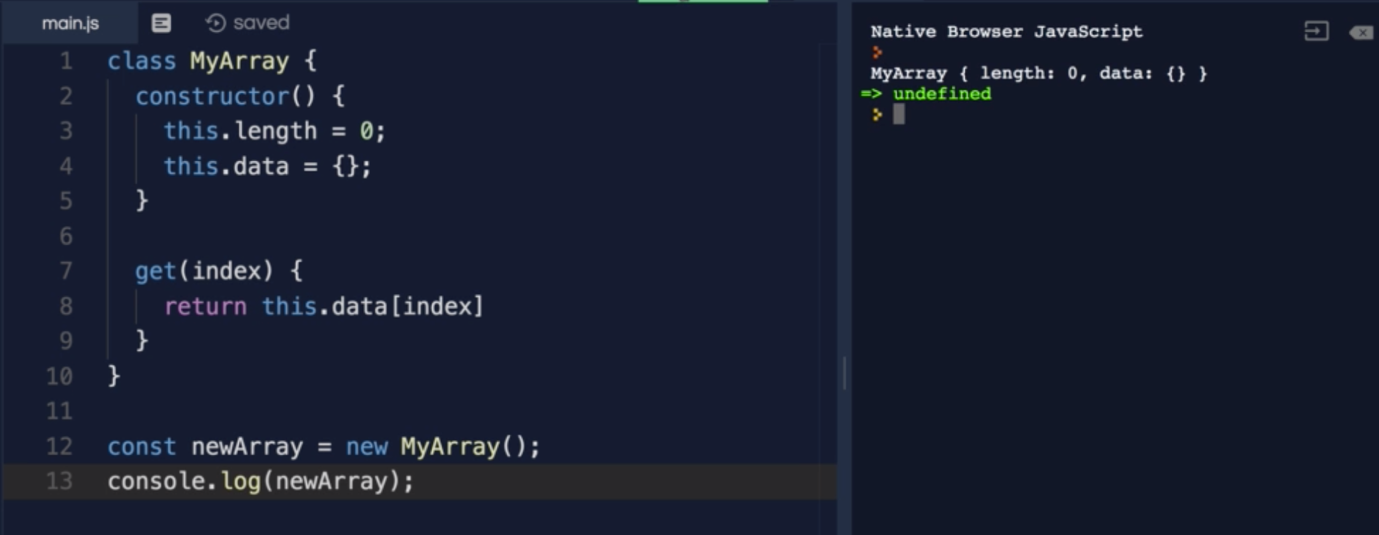 main.js saved
1 class MyArray {
2 constructor() {
3 this.length = 0;
4 this.data = {};
5 }
6
7 get(index) {
8 return this.data[index]
9 }
10 }
11
12 const newArray = new MyArray();
13 console.log(newArray);
Native Browser JavaScript
>
MyArray { length: 0, data: {} }
=> undefined
>